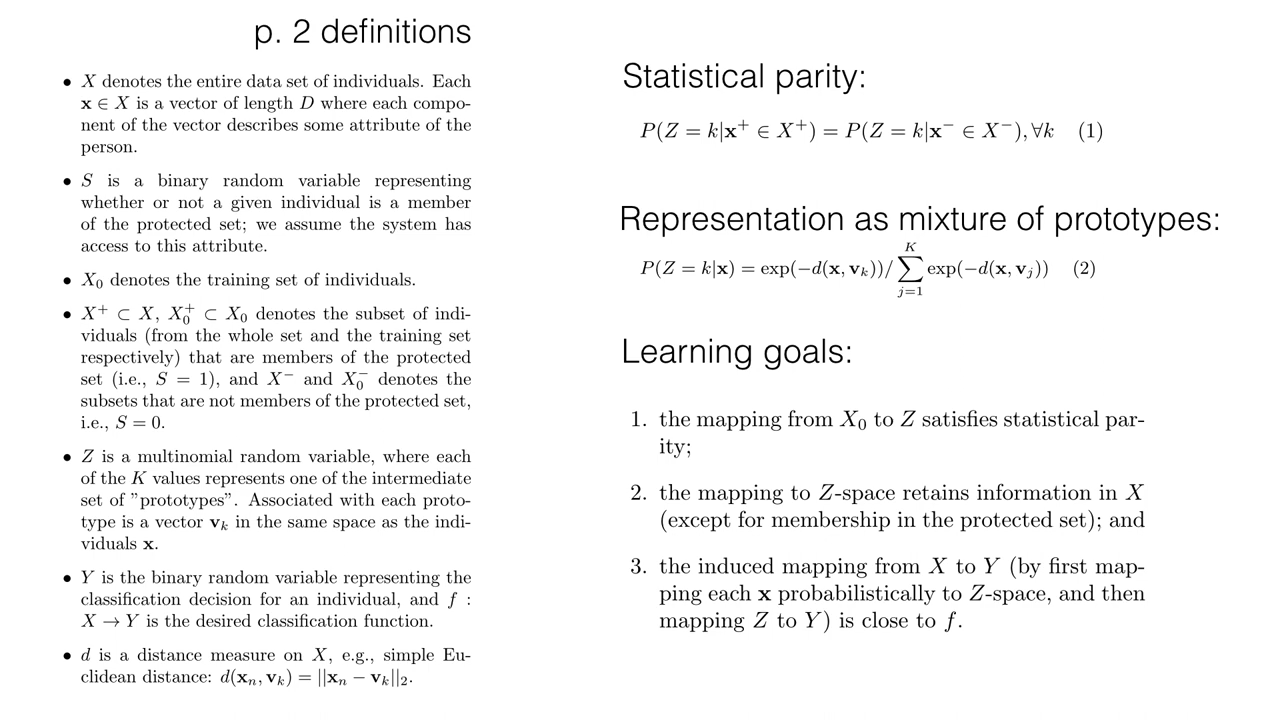 p. 2 definitions
• X denotes the entire data set of individuals. Each
x ∈ X is a vector of length D where each compo-
nent of the vector describes some attribute of the
person.
• S is a binary random variable representing
whether or not a given individual is a member
of the protected set; we assume the system has
access to this attribute.
• X₀ denotes the training set of individuals.
• X⁺ ⊂ X, X₀⁺ ⊂ X₀ denotes the subset of indi-
viduals (from the whole set and the training set
respectively) that are members of the protected
set (i.e., S = 1), and X⁻ and X₀⁻ denotes the
subsets that are not members of the protected set,
i.e., S = 0.
• Z is a multinomial random variable, where each
of the K values represents one of the intermediate
set of ”prototypes”. Associated with each proto-
type is a vector vₖ in the same space as the indi-
viduals x.
• Y is the binary random variable representing the
classification decision for an individual, and f :
X → Y is the desired classification function.
• d is a distance measure on X, e.g., simple Eu-
clidean distance: d(xₙ, vₖ) = ||xₙ − vₖ||₂.
Statistical parity:
P(Z = k|x⁺ ∈ X⁺) = P(Z = k|x⁻ ∈ X⁻), ∀k (1)
Representation as mixture of prototypes:
P(Z = k|x) = exp(−d(x, vₖ))/ ∑_{j=1}^{K} exp(−d(x, vⱼ)) (2)
Learning goals:
1. the mapping from X₀ to Z satisfies statistical par-
ity;
2. the mapping to Z-space retains information in X
(except for membership in the protected set); and
3. the induced mapping from X to Y (by first map-
ping each x probabilistically to Z-space, and then
mapping Z to Y) is close to f.